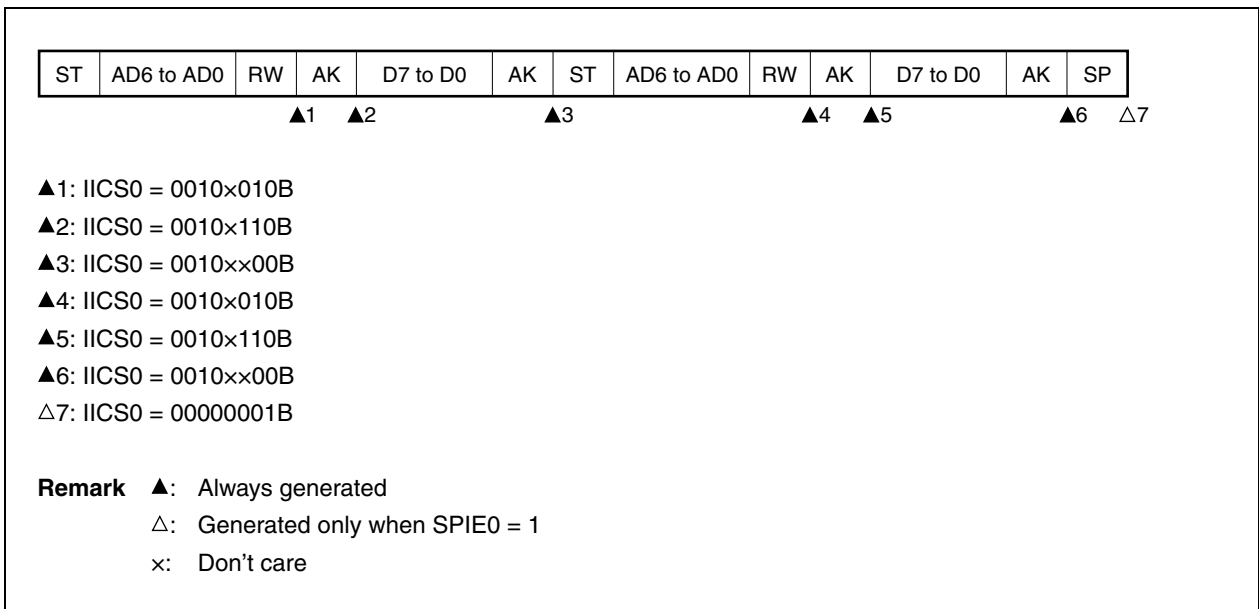 ST AD6 to AD0 RW AK D7 to D0 AK ST AD6 to AD0 RW AK D7 to D0 AK SP
▲1 ▲2 ▲3 ▲4 ▲5 ▲6 △7
▲1: IICS0 = 0010×010B
▲2: IICS0 = 0010×110B
▲3: IICS0 = 0010××00B
▲4: IICS0 = 0010×010B
▲5: IICS0 = 0010×110B
▲6: IICS0 = 0010××00B
△7: IICS0 = 00000001B
Remark ▲: Always generated
△: Generated only when SPIE0 = 1
×: Don't care